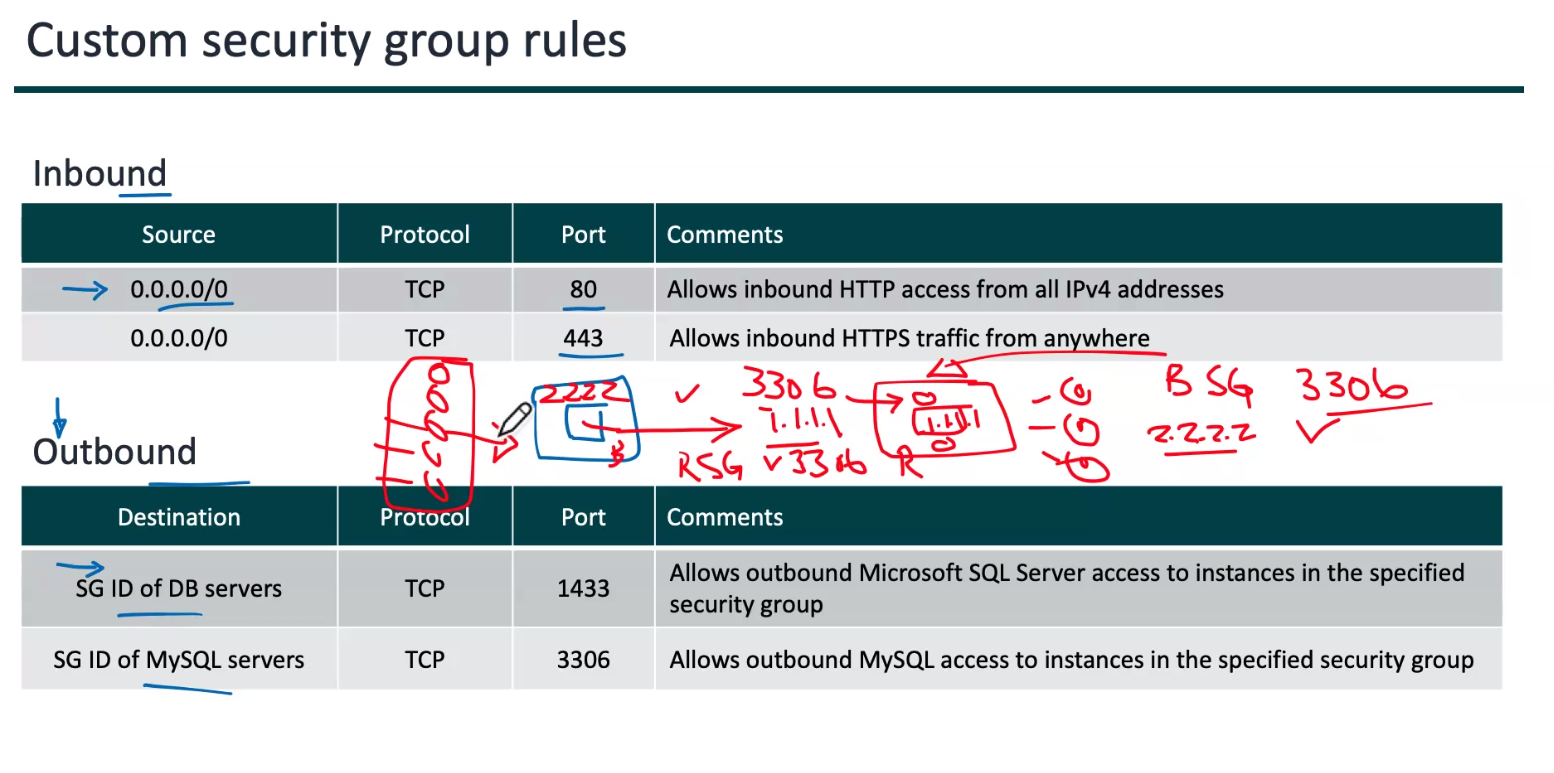 Custom security group rules
Inbound
Source Protocol Port Comments
0.0.0.0/0 TCP 80 Allows inbound HTTP access from all IPv4 addresses
0.0.0.0/0 TCP 443 Allows inbound HTTPS traffic from anywhere
2222 ✓ 3306 B SG 3306
1.1.1.1 1.1.1.1 2.2.2.2 ✓
B RSG ✓ 3306 R
Outbound
Destination Protocol Port Comments
SG ID of DB servers TCP 1433 Allows outbound Microsoft SQL Server access to instances in the specified
security group
SG ID of MySQL servers TCP 3306 Allows outbound MySQL access to instances in the specified security group